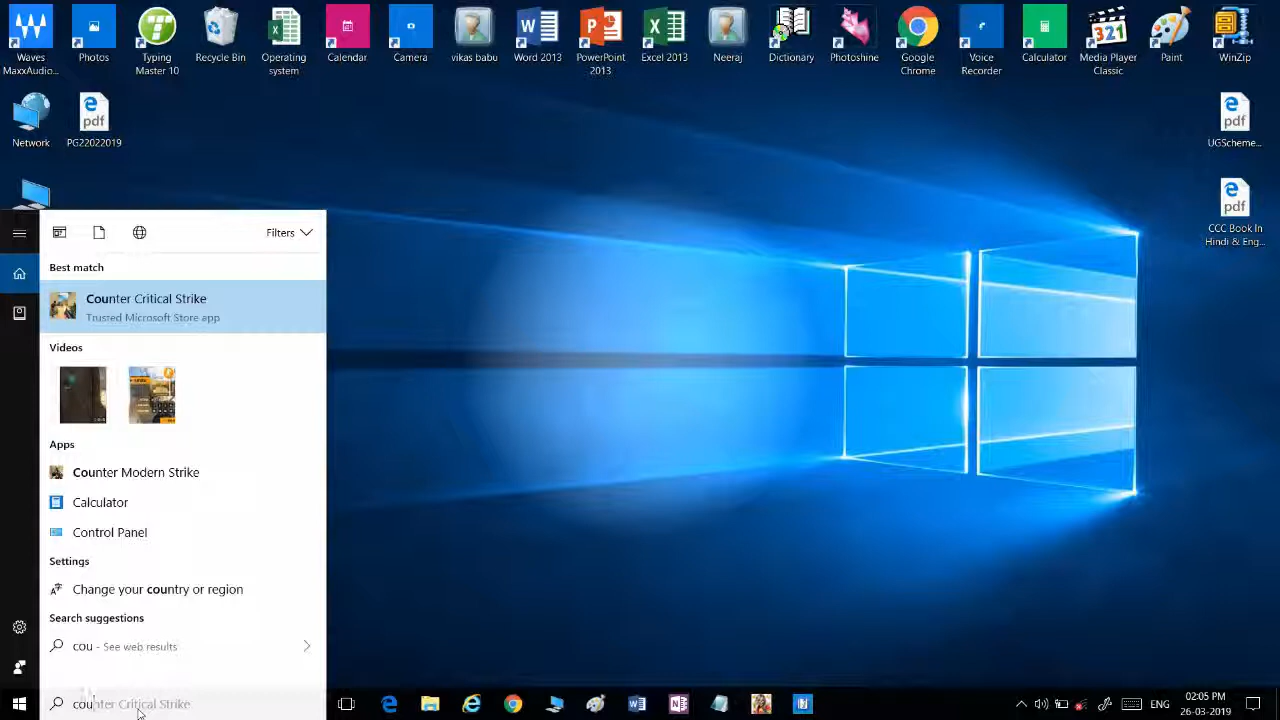 Waves
MaxxAudio...
Photos
Typing
Master 10
Recycle Bin
Operating
system
Calendar
Camera
vikas babu
Word 2013
PowerPoint
2013
Excel 2013
Neeraj
Dictionary
Photoshine
Google
Chrome
Voice
Recorder
Calculator
Media Player
Classic
Paint
WinZip
Network
pdf
PG22022019
pdf
UGScheme...
pdf
CCC Book In
Hindi & Eng...
Filters
Best match
Counter Critical Strike
Trusted Microsoft Store app
Videos
Apps
Counter Modern Strike
Calculator
Control Panel
Settings
Change your country or region
Search suggestions
cou - See web results
counter Critical Strike
ENG
02:05 PM
26-03-2019